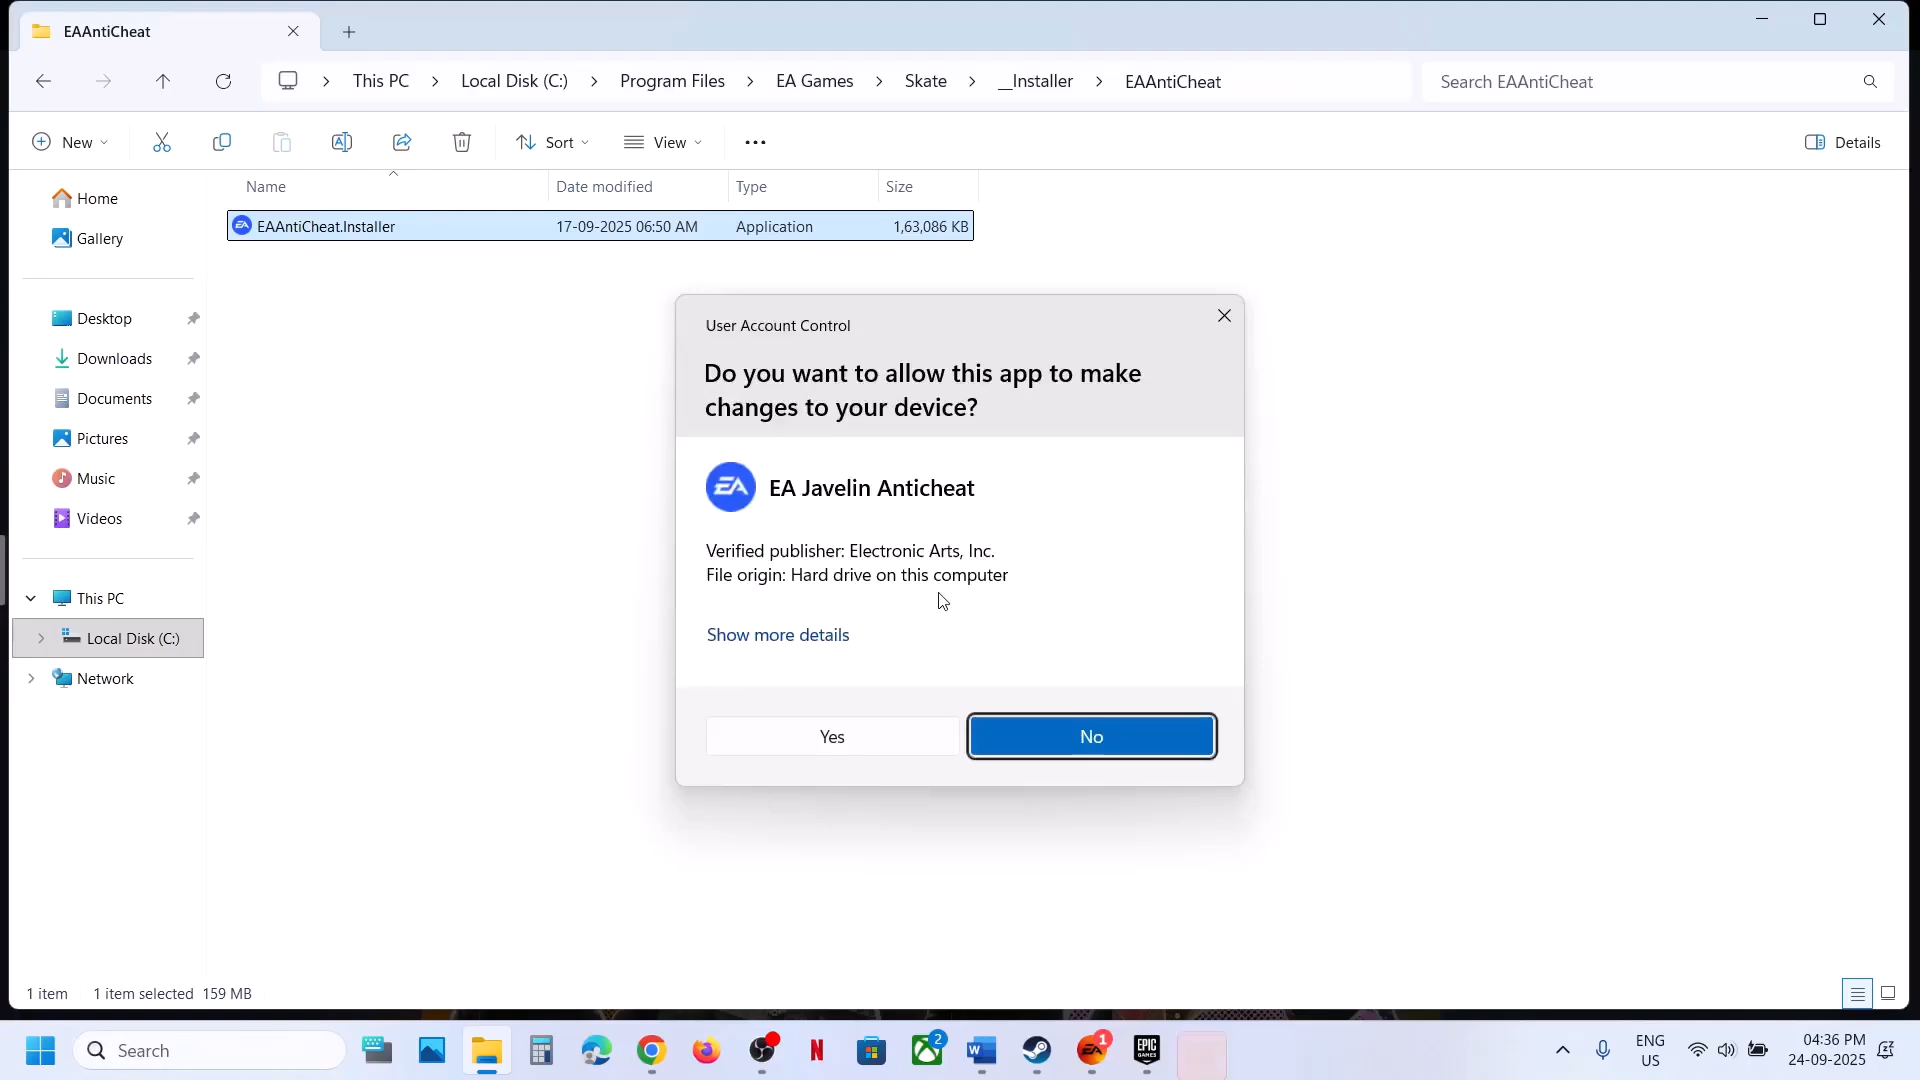 EAAntiCheat
This PC
Local Disk (C:)
Program Files
EA Games
Skate
__Installer
EAAntiCheat
Search EAAntiCheat
New
Sort
View
Details
Name
Date modified
Type
Size
EAAntiCheat.Installer
17-09-2025 06:50 AM
Application
1,63,086 KB
Home
Gallery
Desktop
Downloads
Documents
Pictures
Music
Videos
This PC
Local Disk (C:)
Network
User Account Control
Do you want to allow this app to make
changes to your device?
EA
EA Javelin Anticheat
Verified publisher: Electronic Arts, Inc.
File origin: Hard drive on this computer
Show more details
Yes
No
1 item
1 item selected 159 MB
Search
2
1
EPIC
GAMES
ENG
US
04:36 PM
24-09-2025